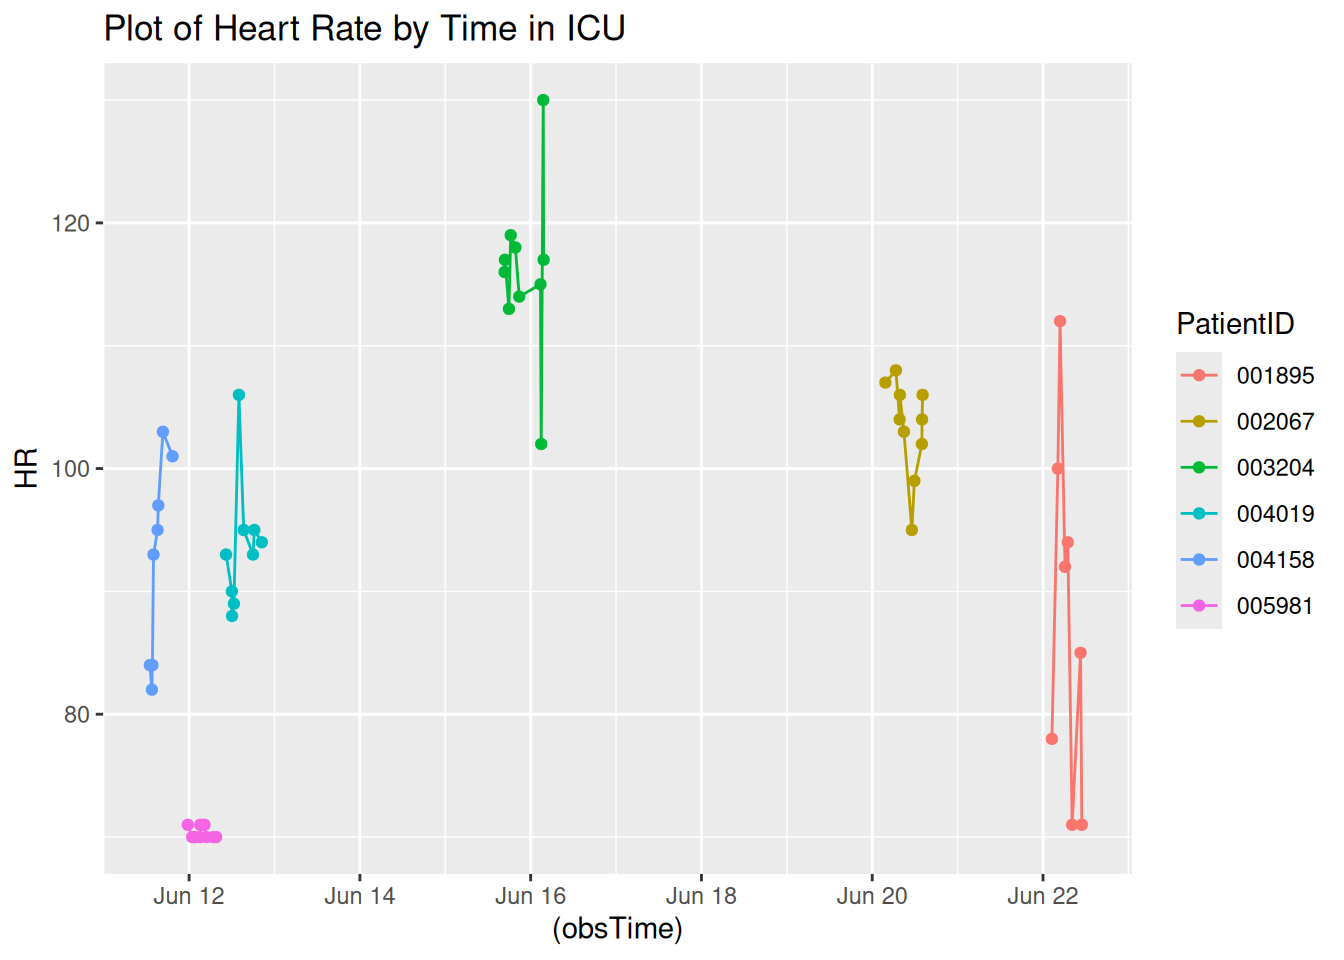 Plot of Heart Rate by Time in ICU
HR
120
100
80
Jun 12 Jun 14 Jun 16 Jun 18 Jun 20 Jun 22
(obsTime)
PatientID
001895
002067
003204
004019
004158
005981